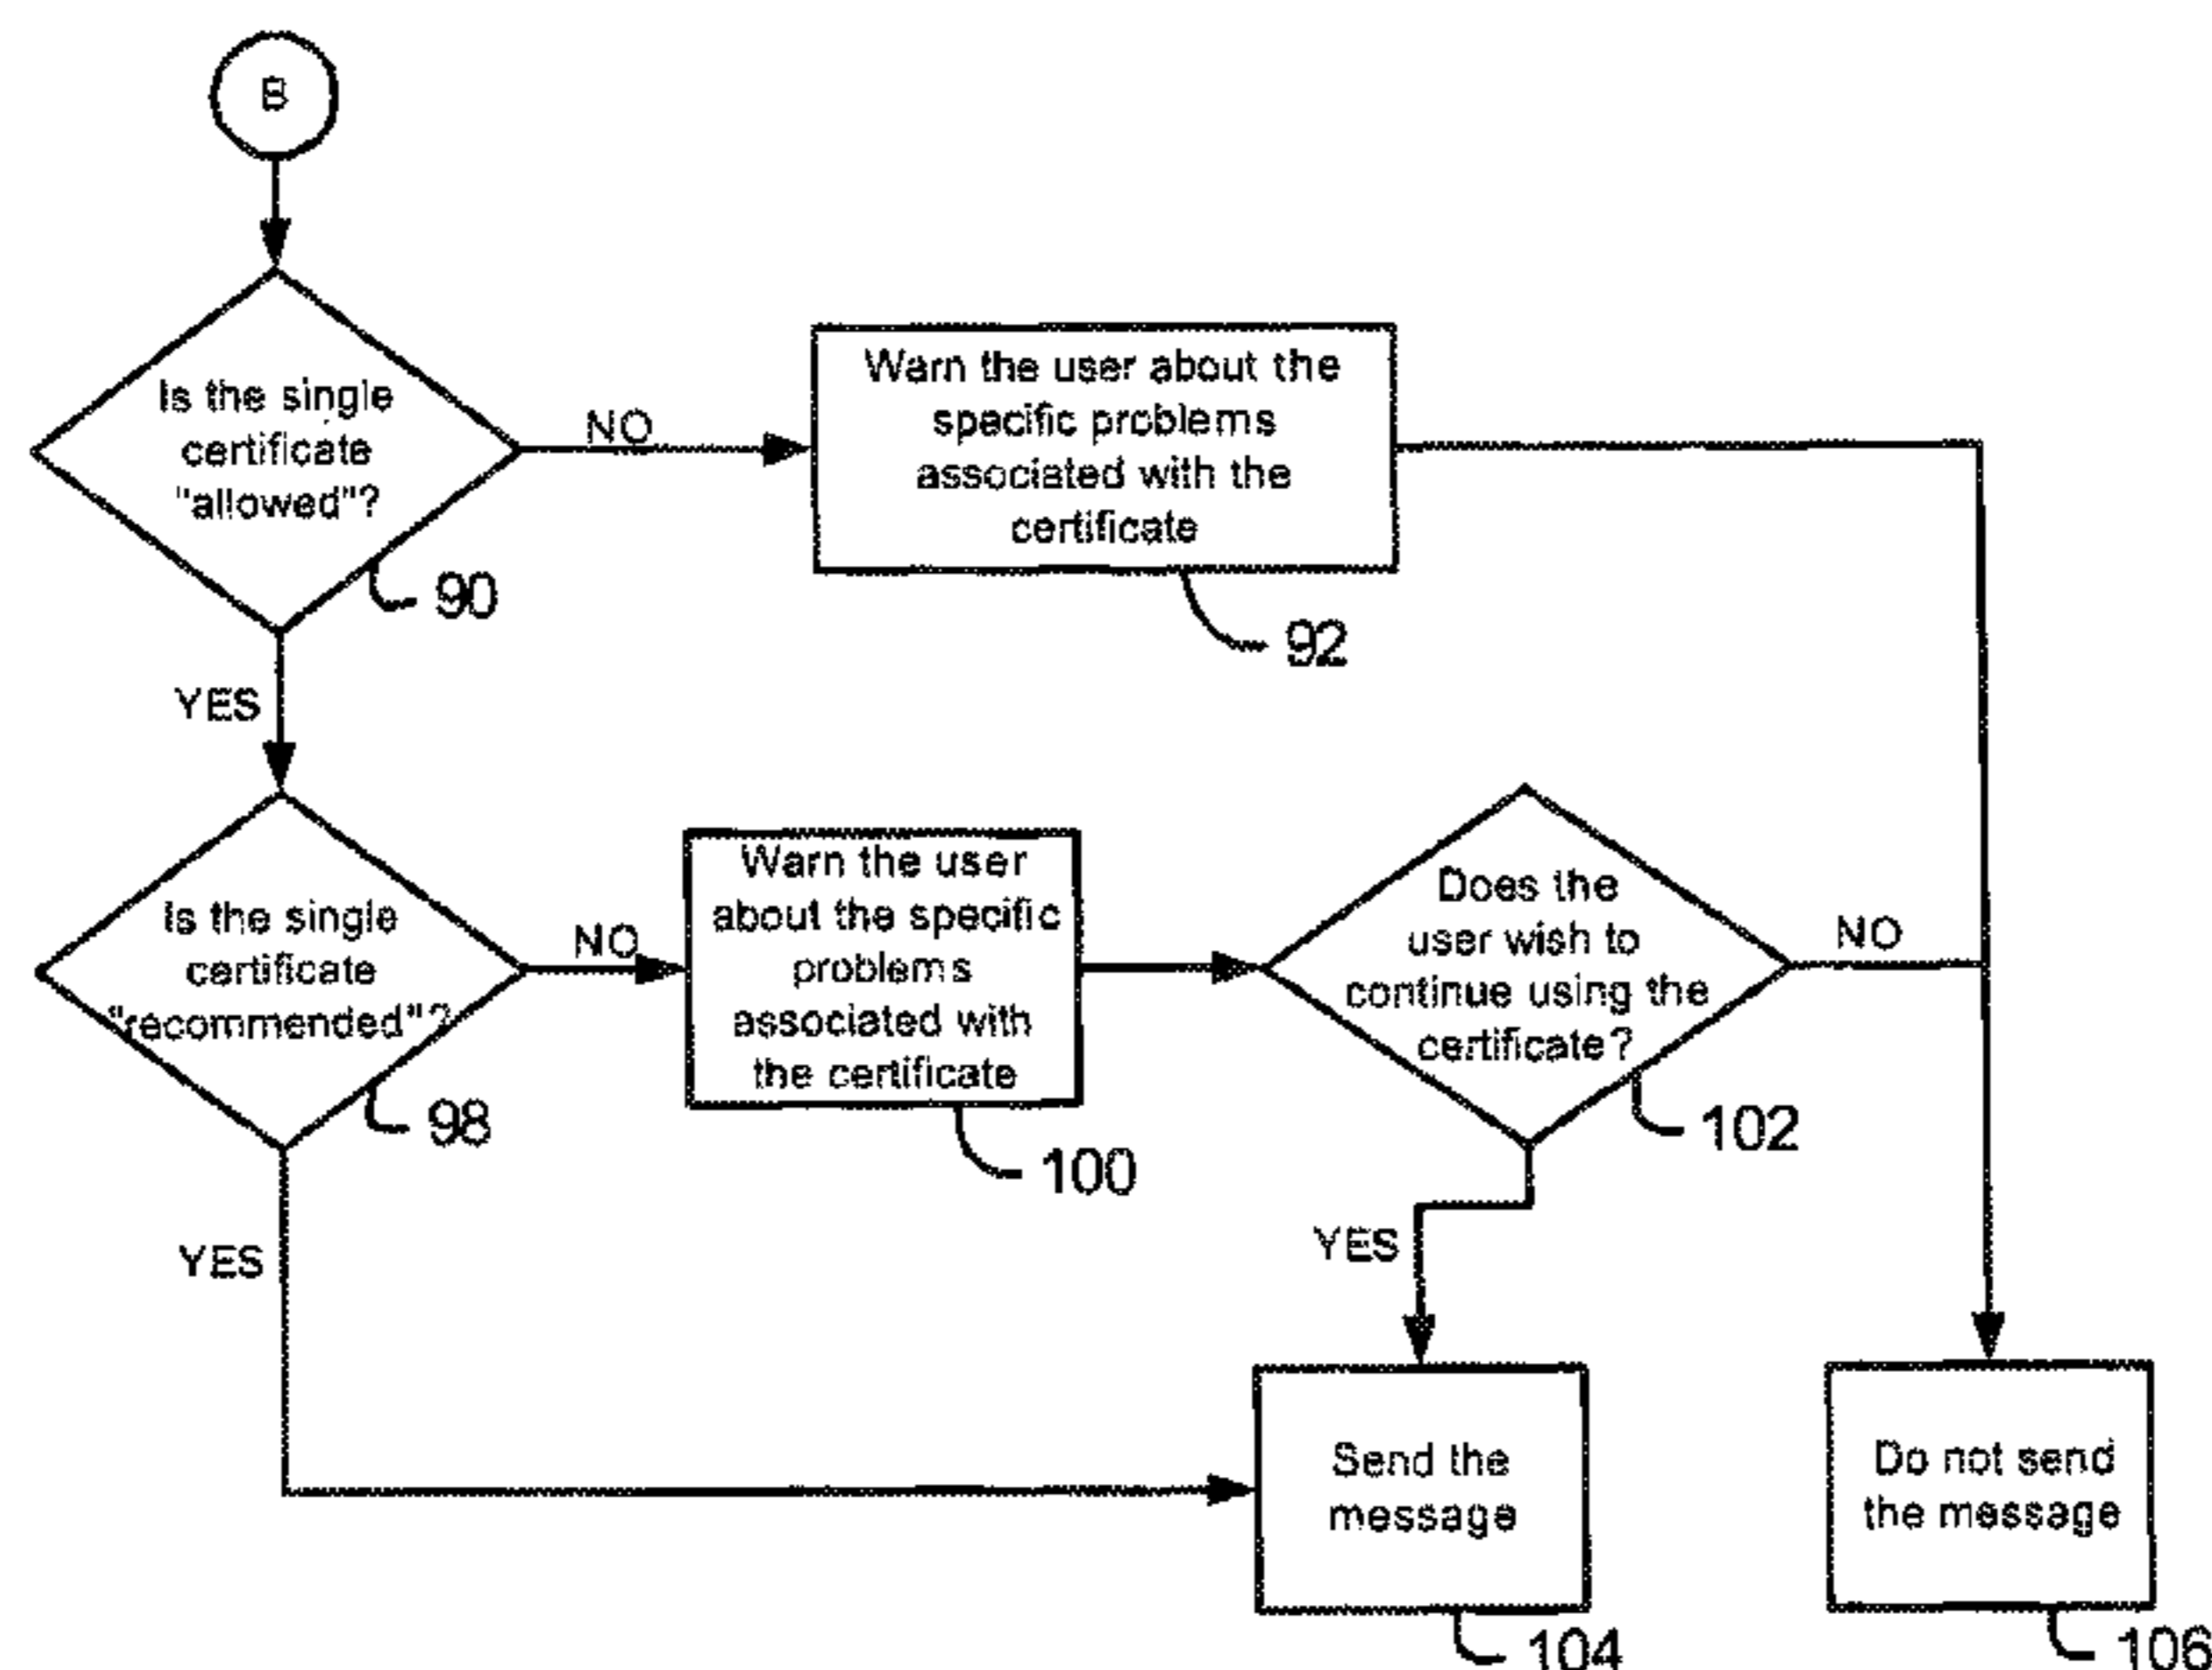 B
Is the single
certificate
"allowed"?
NO
90
Warn the user about the
specific problems
associated with the
certificate
92
YES
Is the single
certificate
"recommended"?
NO
98
Warn the user
about the specific
problems
associated with
the certificate
100
Does the
user wish to
continue using the
certificate?
NO
102
YES
YES
Send the
message
104
Do not send
the message
106